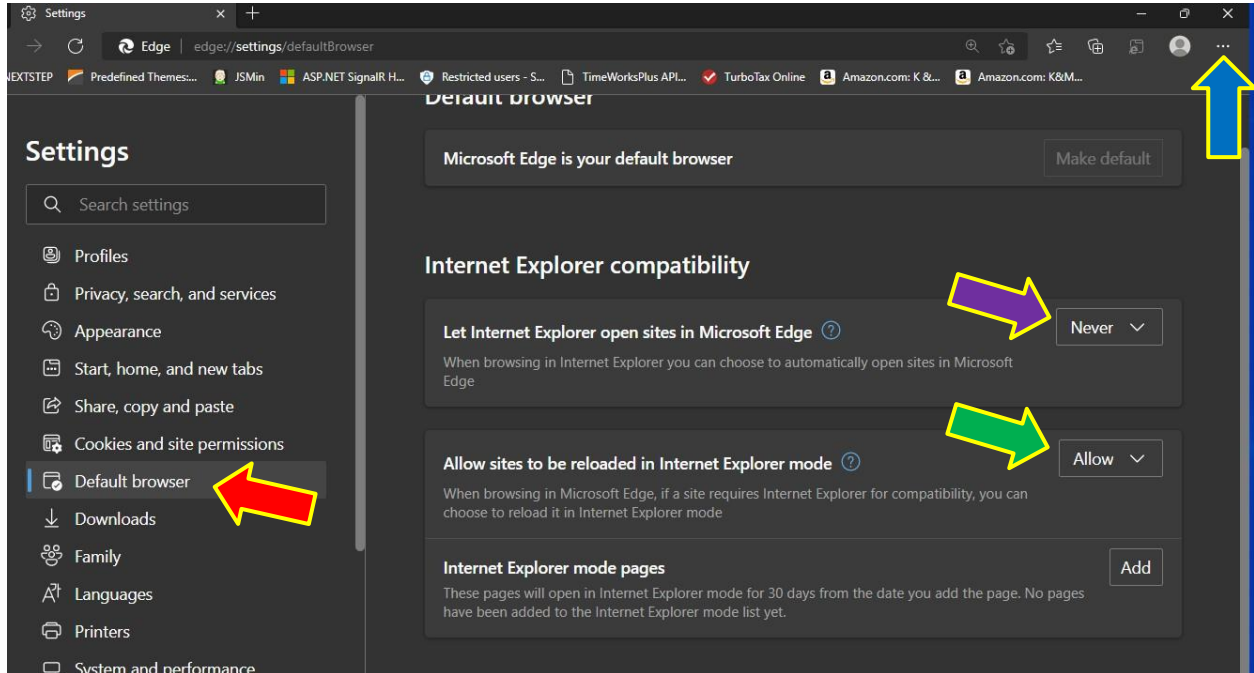 Settings
Edge | edge://settings/defaultBrowser
NEXTSTEP Predefined Themes:... JSMin ASP.NET SignalR H... Restricted users - S... TimeWorksPlus API... TurboTax Online Amazon.com: K &... Amazon.com: K&M...
Settings
Search settings
Profiles
Privacy, search, and services
Appearance
Start, home, and new tabs
Share, copy and paste
Cookies and site permissions
Default browser
Downloads
Family
Languages
Printers
System and performance
Default browser
Microsoft Edge is your default browser
Make default
Internet Explorer compatibility
Let Internet Explorer open sites in Microsoft Edge
Never
When browsing in Internet Explorer you can choose to automatically open sites in Microsoft
Edge
Allow sites to be reloaded in Internet Explorer mode
Allow
When browsing in Microsoft Edge, if a site requires Internet Explorer for compatibility, you can
choose to reload it in Internet Explorer mode
Internet Explorer mode pages
Add
These pages will open in Internet Explorer mode for 30 days from the date you add the page. No pages
have been added to the Internet Explorer mode list yet.